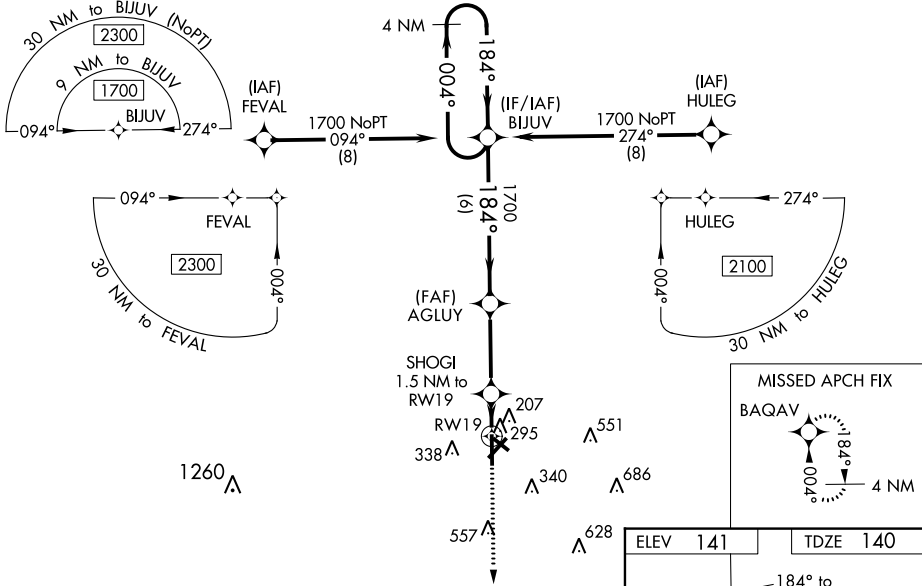 30 NM to BIJUV (NoPT)
2300
9 NM to BIJUV
1700
BIJUV
094°
274°
4 NM
004°
184°
(IAF)
FEVAL
1700 NoPT
094°
(8)
(IF/IAF)
BIJUV
1700 NoPT
274°
(8)
(IAF)
HULEG
1700
184°
(6)
094°
FEVAL
2300
004°
30 NM to FEVAL
274°
HULEG
2100
004°
30 NM to HULEG
(FAF)
AGLUY
SHOGI
1.5 NM to
RW19
RW19
207
295
338
551
340
686
1260
557
628
MISSED APCH FIX
BAQAV
184°
004°
4 NM
ELEV 141
TDZE 140
184° to